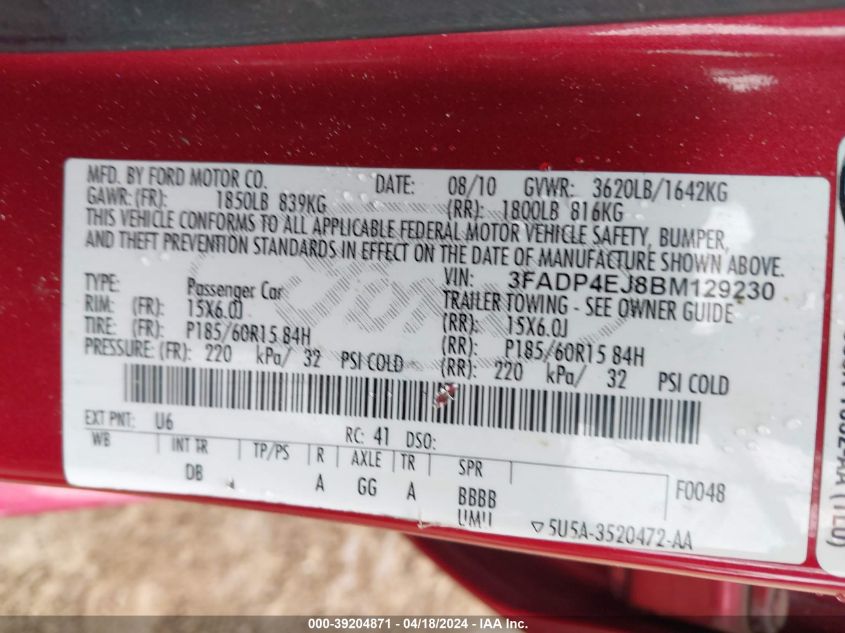 MFD. BY FORD MOTOR CO. DATE: 08/10 GVWR: 3620LB/1642KG
GAWR: (FR): 1850LB 839KG (RR): 1800LB 816KG
THIS VEHICLE CONFORMS TO ALL APPLICABLE FEDERAL MOTOR VEHICLE SAFETY, BUMPER,
AND THEFT PREVENTION STANDARDS IN EFFECT ON THE DATE OF MANUFACTURE SHOWN ABOVE.
VIN: 3FADP4EJ8BM129230
TYPE: Passenger Car TRAILER TOWING - SEE OWNER GUIDE
RIM: (FR): 15X6.0J (RR): 15X6.0J
TIRE: (FR): P185/60R15 84H (RR): P185/60R15 84H
PRESSURE: (FR): 220 kPa/ 32 PSI COLD (RR): 220 kPa/ 32 PSI COLD
EXT PNT: U6 RC: 41 DSO:
WB INT TR TP/PS R AXLE TR SPR F0048
DB A GG A BBBB
5U5A-3520472-AA
000-39204871 - 04/18/2024 - IAAI Inc.